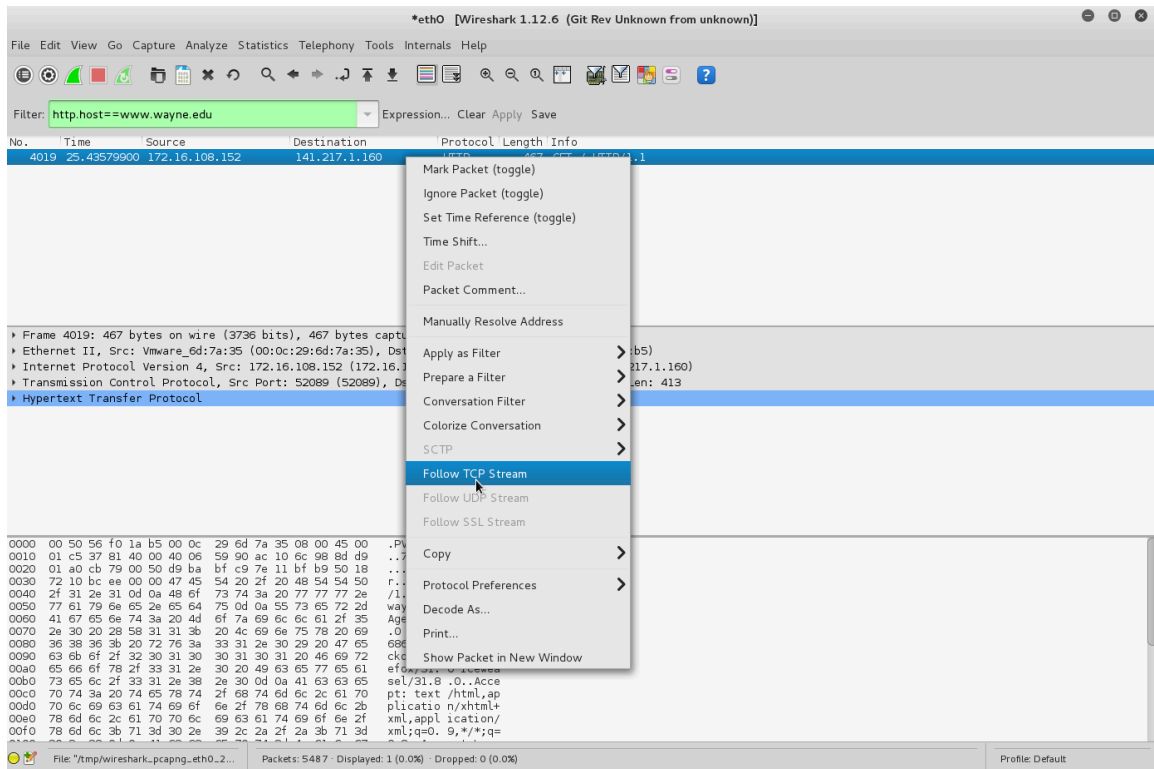 *eth0 [Wireshark 1.12.6 (Git Rev Unknown from unknown)]
File Edit View Go Capture Analyze Statistics Telephony Tools Internals Help
Filter: http.host==www.wayne.edu Expression... Clear Apply Save
No. Time Source Destination Protocol Length Info
4019 25.43579900 172.16.108.152 141.217.1.160 HTTP 467 GET / HTTP/1.1
Mark Packet (toggle)
Ignore Packet (toggle)
Set Time Reference (toggle)
Time Shift...
Edit Packet
Packet Comment...
Manually Resolve Address
Apply as Filter
Prepare a Filter
Conversation Filter
Colorize Conversation
SCTP
Follow TCP Stream
Follow UDP Stream
Follow SSL Stream
Copy
Protocol Preferences
Decode As...
Print...
Show Packet in New Window
Frame 4019: 467 bytes on wire (3736 bits), 467 bytes captu
Ethernet II, Src: Vmware_6d:7a:35 (00:0c:29:6d:7a:35), Dst :b5)
Internet Protocol Version 4, Src: 172.16.108.152 (172.16.1 217.1.160)
Transmission Control Protocol, Src Port: 52089 (52089), Ds Len: 413
Hypertext Transfer Protocol
0000 00 50 56 f0 1a b5 00 0c 29 6d 7a 35 08 00 45 00 .PV
0010 01 c5 37 81 40 00 40 06 59 90 ac 10 6c 98 8d d9 ..7
0020 01 a0 cb 79 00 50 d9 ba bf c9 7e 11 bf b9 50 18 ...
0030 72 10 bc ee 00 00 47 45 54 20 2f 20 48 54 54 50 r..
0040 2f 31 2e 31 0d 0a 48 6f 73 74 3a 20 77 77 77 2e /1.
0050 77 61 79 6e 65 2e 65 64 75 0d 0a 55 73 65 72 2d way
0060 41 67 65 6e 74 3a 20 4d 6f 7a 69 6c 6c 61 2f 35 Age
0070 2e 30 20 28 58 31 31 3b 20 4c 69 6e 75 78 20 69 .0
0080 36 38 36 3b 20 72 76 3a 33 31 2e 30 29 20 47 65 686
0090 63 6b 6f 2f 32 30 31 30 30 31 30 31 20 46 69 72 cko
00a0 65 66 6f 78 2f 33 31 2e 30 20 49 63 65 77 65 61 efox/31. 0 Icewea
00b0 73 65 6c 2f 33 31 2e 38 2e 30 0d 0a 41 63 63 65 sel/31.8 .0..Acce
00c0 70 74 3a 20 74 65 78 74 2f 68 74 6d 6c 2c 61 70 pt: text /html,ap
00d0 70 6c 69 63 61 74 69 6f 6e 2f 78 68 74 6d 6c 2b plicatio n/xhtml+
00e0 78 6d 6c 2c 61 70 70 6c 69 63 61 74 69 6f 6e 2f xml,appl ication/
00f0 78 6d 6c 3b 71 3d 30 2e 39 2c 2a 2f 2a 3b 71 3d xml;q=0. 9,*/*;q=
File: "/tmp/wireshark_pcapng_eth0_2... Packets: 5487 · Displayed: 1 (0.0%) · Dropped: 0 (0.0%) Profile: Default